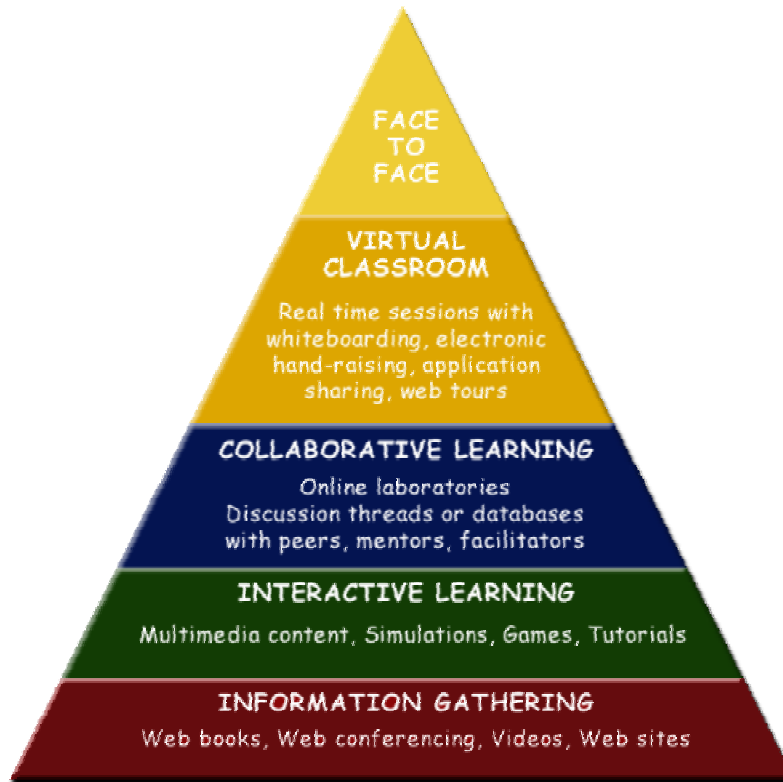 FACE
TO
FACE
VIRTUAL
CLASSROOM
Real time sessions with
whiteboarding, electronic
hand-raising, application
sharing, web tours
COLLABORATIVE LEARNING
Online laboratories
Discussion threads or databases
with peers, mentors, facilitators
INTERACTIVE LEARNING
Multimedia content, Simulations, Games, Tutorials
INFORMATION GATHERING
Web books, Web conferencing, Videos, Web sites